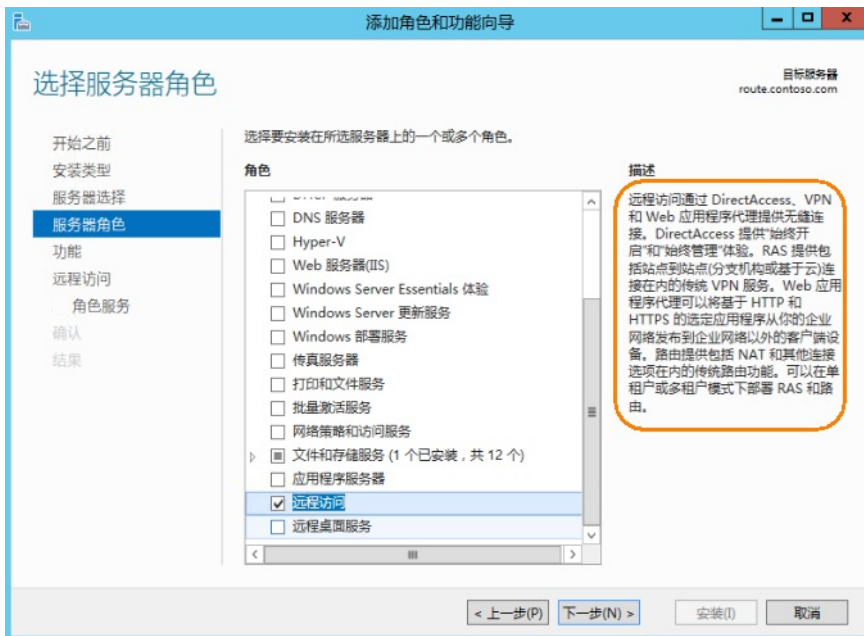 添加角色和功能向导
选择服务器角色
目标服务器
route.contoso.com
开始之前
安装类型
服务器选择
服务器角色
功能
远程访问
角色服务
确认
结果
选择要安装在所选服务器上的一个或多个角色。
角色
DNS 服务器
Hyper-V
Web 服务器(IIS)
Windows Server Essentials 体验
Windows Server 更新服务
Windows 部署服务
传真服务器
打印和文件服务
批量激活服务
网络策略和访问服务
文件和存储服务 (1 个已安装，共 12 个)
应用程序服务器
远程访问
远程桌面服务
描述
远程访问通过 DirectAccess、VPN
和 Web 应用程序代理提供无缝连
接。DirectAccess 提供"始终开
启"和"始终管理"体验。RAS 提供包
括站点到站点(分支机构或基于云)连
接在内的传统 VPN 服务。Web 应用
程序代理可以将基于 HTTP 和
HTTPS 的选定应用程序从你的企业
网络发布到企业网络以外的客户端设
备。路由提供包括 NAT 和其他连接
选项在内的传统路由功能。可以在单
租户或多租户模式下部署 RAS 和路
由。
< 上一步(P)
下一步(N) >
安装(I)
取消